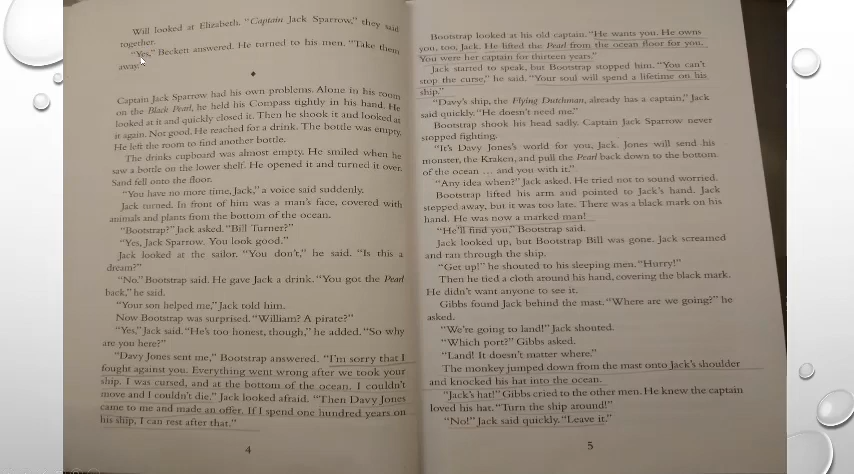 Will looked at Elizabeth. “Captain Jack Sparrow,” they said
together.
“Yes,” Beckett answered. He turned to his men. “Take them
away.”
Captain Jack Sparrow had his own problems. Alone in his room
on the Black Pearl, he held his Compass tightly in his hand. He
looked at it and quickly closed it. Then he shook it and looked at
it again. Not good. He reached for a drink. The bottle was empty.
He left the room to find another bottle.
The drinks cupboard was almost empty. He smiled when he
saw a bottle on the lower shelf. He opened it and turned it over.
Sand fell onto the floor.
“You have no more time, Jack,” a voice said suddenly.
Jack turned. In front of him was a man’s face, covered with
animals and plants from the bottom of the ocean.
“Bootstrap?” Jack asked. “Bill Turner?”
“Yes, Jack Sparrow. You look good.”
Jack looked at the sailor. “You don’t,” he said. “Is this a
dream?”
“No,” Bootstrap said. He gave Jack a drink. “You got the Pearl
back,” he said.
“Your son helped me,” Jack told him.
Now Bootstrap was surprised. “William? A pirate?”
“Yes,” Jack said. “He’s too honest, though,” he added. “So why
are you here?”
“Davy Jones sent me,” Bootstrap answered. “I’m sorry that I
fought against you. Everything went wrong after we took your
ship. I was cursed, and at the bottom of the ocean. I couldn’t
move and I couldn’t die.” Jack looked afraid. “Then Davy Jones
came to me and made an offer. If I spend one hundred years on
his ship, I can rest after that.”
4
Bootstrap looked at his old captain. “He wants you. He owns
you, too, Jack. He lifted the Pearl from the ocean floor for you.
You were her captain for thirteen years.”
Jack started to speak, but Bootstrap stopped him. “You can’t
stop the curse,” he said. “Your soul will spend a lifetime on his
ship.”
“Davy’s ship, the Flying Dutchman, already has a captain,” Jack
said quickly. “He doesn’t need me.”
Bootstrap shook his head sadly. Captain Jack Sparrow never
stopped fighting.
“It’s Davy Jones’s world for you, Jack. Jones will send his
monster, the Kraken, and pull the Pearl back down to the bottom
of the ocean … and you with it.”
“Any idea when?” Jack asked. He tried not to sound worried.
Bootstrap lifted his arm and pointed to Jack’s hand. Jack
stepped away, but it was too late. There was a black mark on his
hand. He was now a marked man!
“He’ll find you,” Bootstrap said.
Jack looked up, but Bootstrap Bill was gone. Jack screamed
and ran through the ship.
“Get up!” he shouted to his sleeping men. “Hurry!”
Then he tied a cloth around his hand, covering the black mark.
He didn’t want anyone to see it.
Gibbs found Jack behind the mast. “Where are we going?” he
asked.
“We’re going to land!” Jack shouted.
“Which port?” Gibbs asked.
“Land! It doesn’t matter where.”
The monkey jumped down from the mast onto Jack’s shoulder
and knocked his hat into the ocean.
“Jack’s hat!” Gibbs cried to the other men. He knew the captain
loved his hat. “Turn the ship around!”
“No!” Jack said quickly. “Leave it.”
5